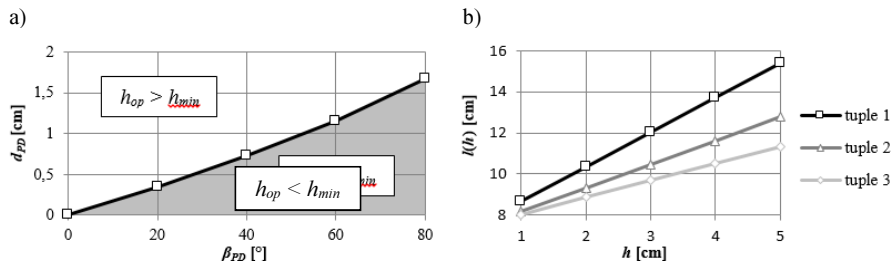 a)
b)
d_PD [cm]
2
1,5
1
0,5
0
h_op > h_min
min
h_op < h_min
0 20 40 60 80
β_PD [°]
l(h) [cm]
16
14
12
10
8
1 2 3 4 5
h [cm]
tuple 1
tuple 2
tuple 3